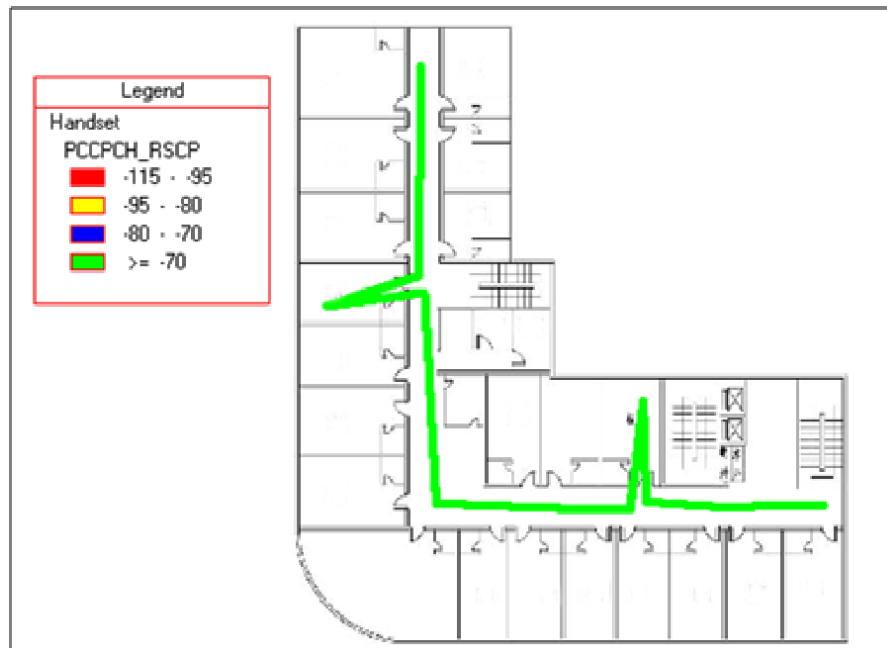 Legend
Handset
PCCPCH_RSCP
-115 - -95
-95 - -80
-80 - -70
>= -70